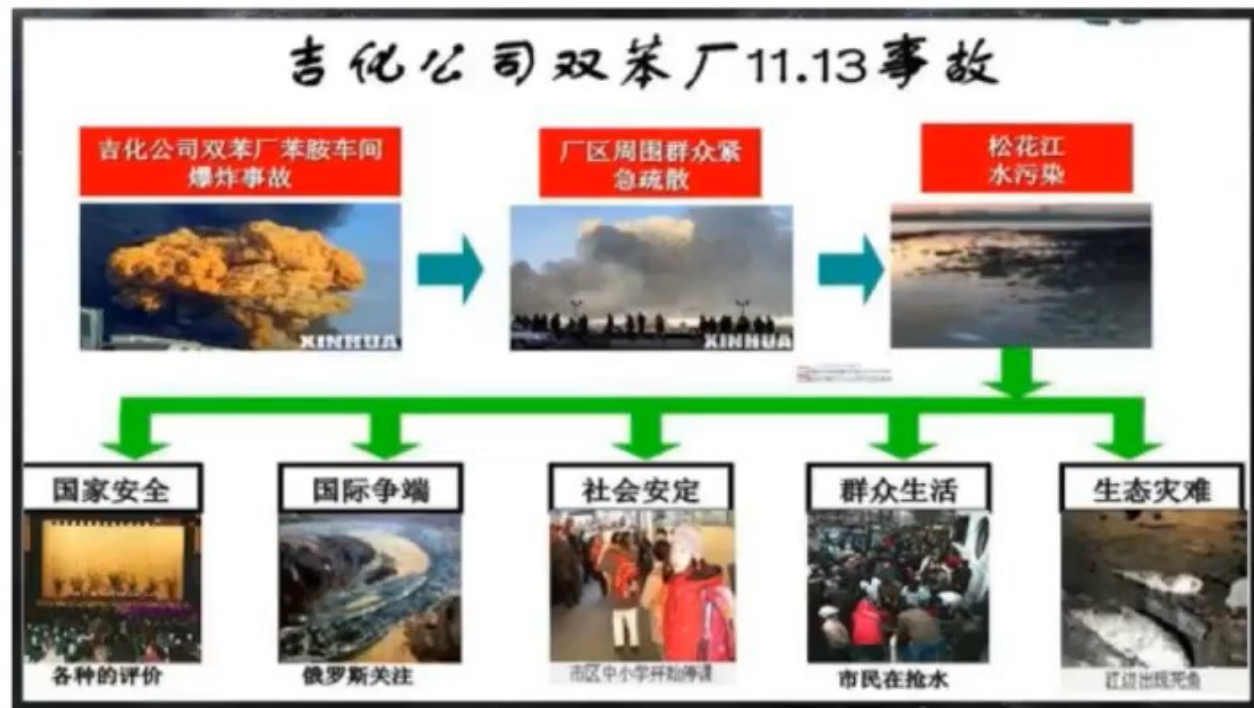 吉化公司双苯厂11.13事故
吉化公司双苯厂苯胺车间
爆炸事故
厂区周围群众紧
急疏散
松花江
水污染
XINHUA
XINHUA
国家安全
国际争端
社会安定
群众生活
生态灾难
各种的评价
俄罗斯关注
市区中小学开始停课
市民在抢水
江边出现死鱼